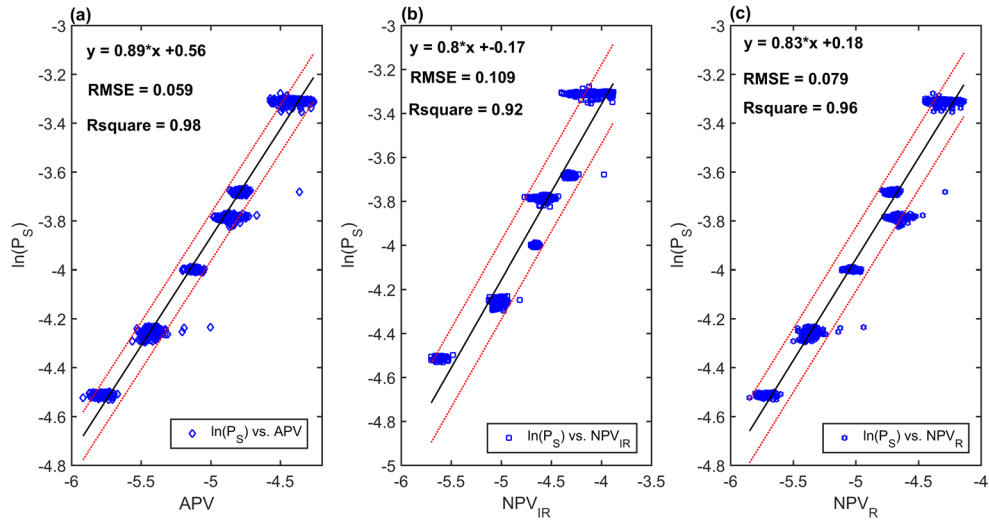 (a)
y = 0.89*x +0.56
RMSE = 0.059
Rsquare = 0.98
-3
-3.2
-3.4
-3.6
-3.8
-4
-4.2
-4.4
-4.6
-4.8
ln(P_S)
-6
-5.5
-5
-4.5
APV
ln(P_S) vs. APV
(b)
y = 0.8*x +-0.17
RMSE = 0.109
Rsquare = 0.92
-3
-3.2
-3.4
-3.6
-3.8
-4
-4.2
-4.4
-4.6
-4.8
-5
ln(P_S)
-6
-5.5
-5
-4.5
-4
-3.5
NPV_IR
ln(P_S) vs. NPV_IR
(c)
y = 0.83*x +0.18
RMSE = 0.079
Rsquare = 0.96
-3
-3.2
-3.4
-3.6
-3.8
-4
-4.2
-4.4
-4.6
-4.8
ln(P_S)
-6
-5.5
-5
-4.5
-4
NPV_R
ln(P_S) vs. NPV_R